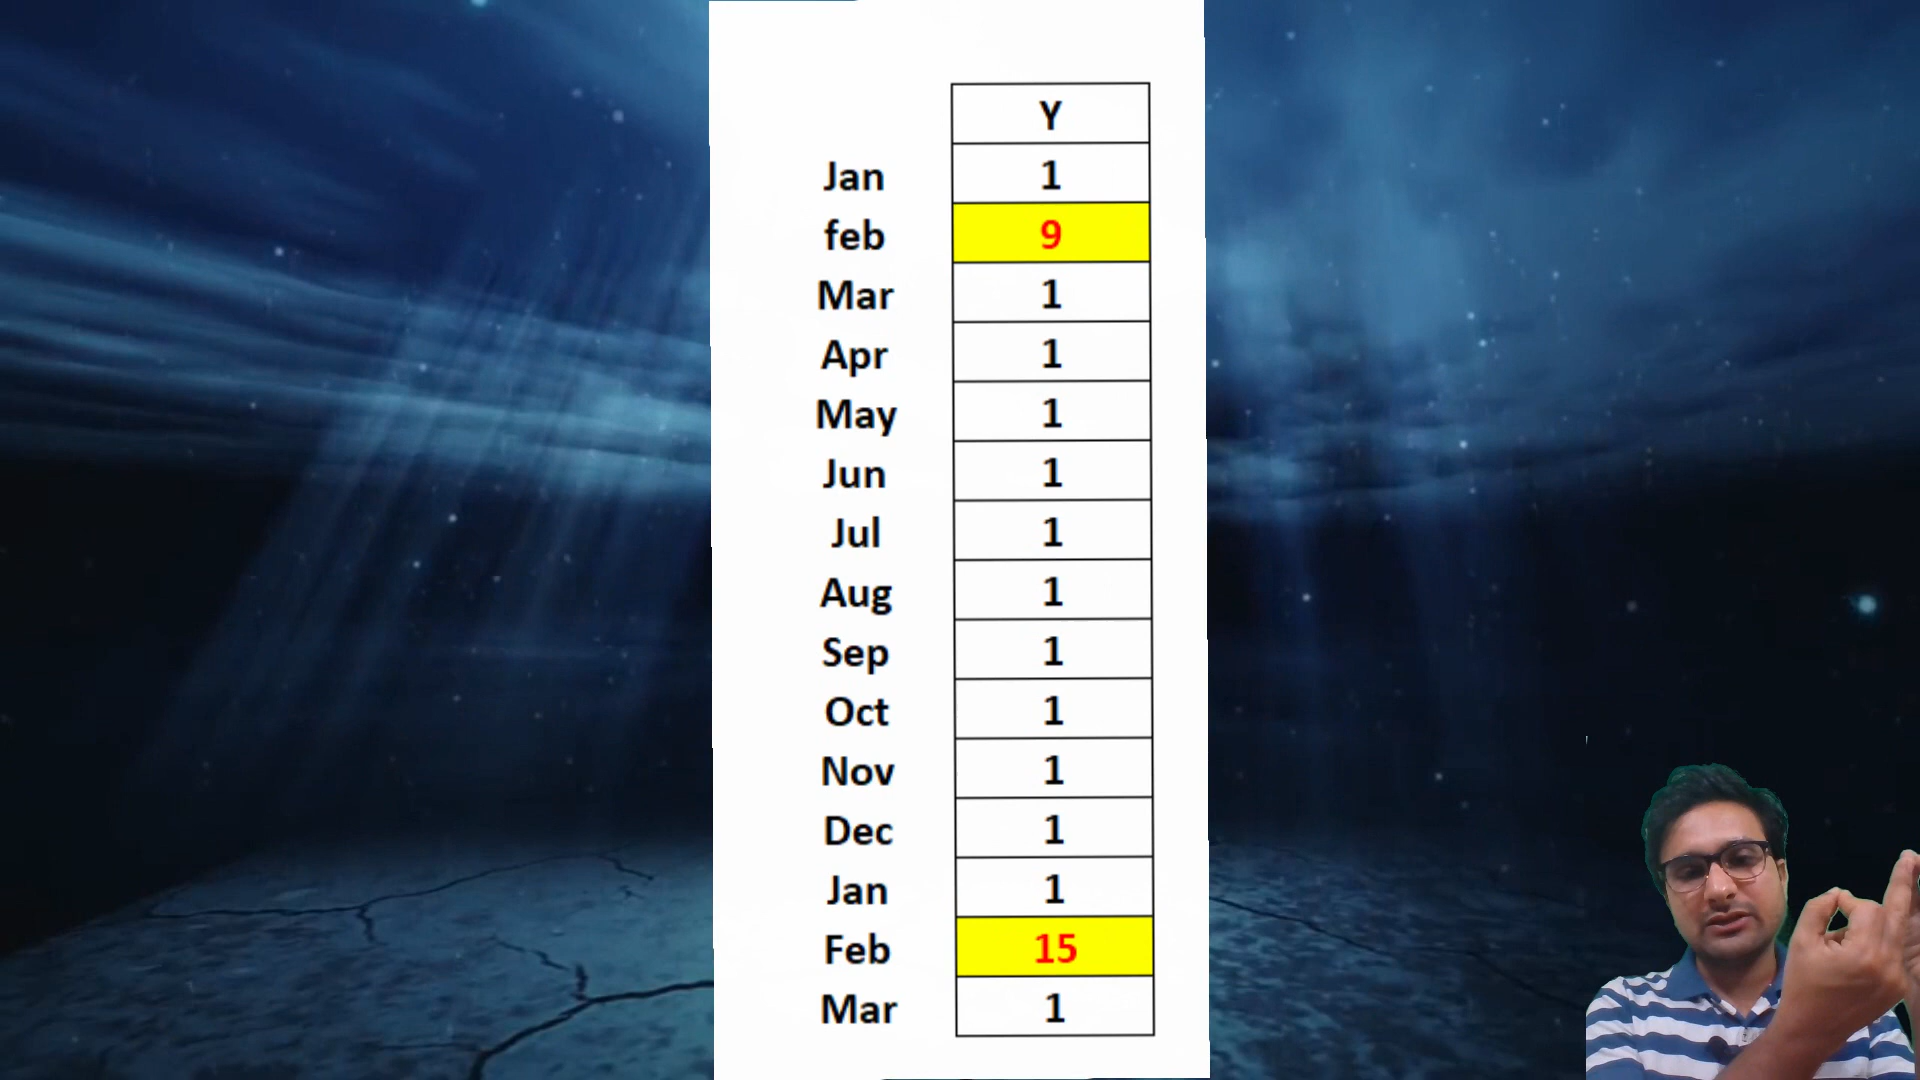 Y
Jan 1
feb 9
Mar 1
Apr 1
May 1
Jun 1
Jul 1
Aug 1
Sep 1
Oct 1
Nov 1
Dec 1
Jan 1
Feb 15
Mar 1